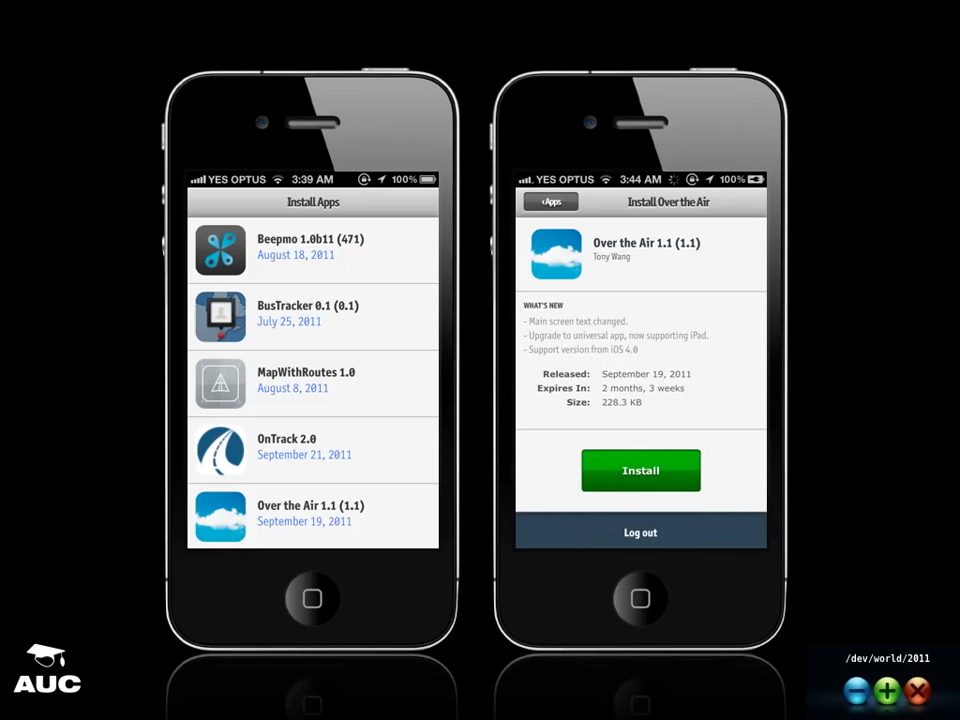 YES OPTUS 3:39 AM 100%
Install Apps
Beepmo 1.0b11 (471)
August 18, 2011
BusTracker 0.1 (0.1)
July 25, 2011
MapWithRoutes 1.0
August 8, 2011
OnTrack 2.0
September 21, 2011
Over the Air 1.1 (1.1)
September 19, 2011
YES OPTUS 3:44 AM 100%
‹Apps Install Over the Air
Over the Air 1.1 (1.1)
Tony Wang
WHAT'S NEW
- Main screen text changed.
- Upgrade to universal app, now supporting iPad.
- Support version from iOS 4.0
Released: September 19, 2011
Expires In: 2 months, 3 weeks
Size: 228.3 KB
Install
Log out
AUC
/dev/world/2011